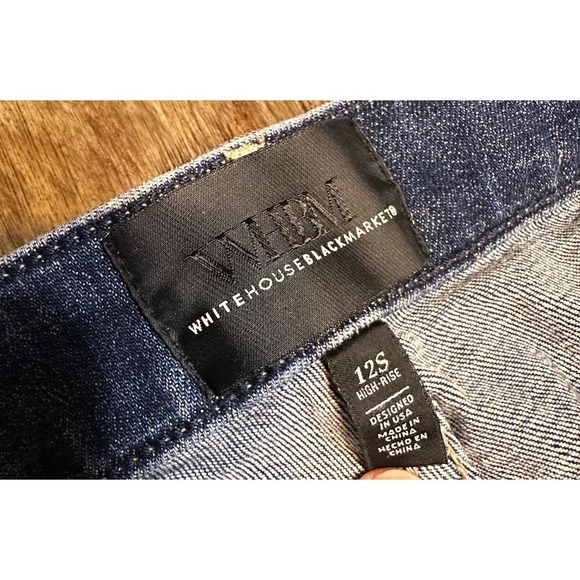 WHBM
WHITEHOUSEBLACKMARKET®
12S
HIGH-RISE
DESIGNED
IN USA
MADE IN
CHINA
HECHO EN
CHINA